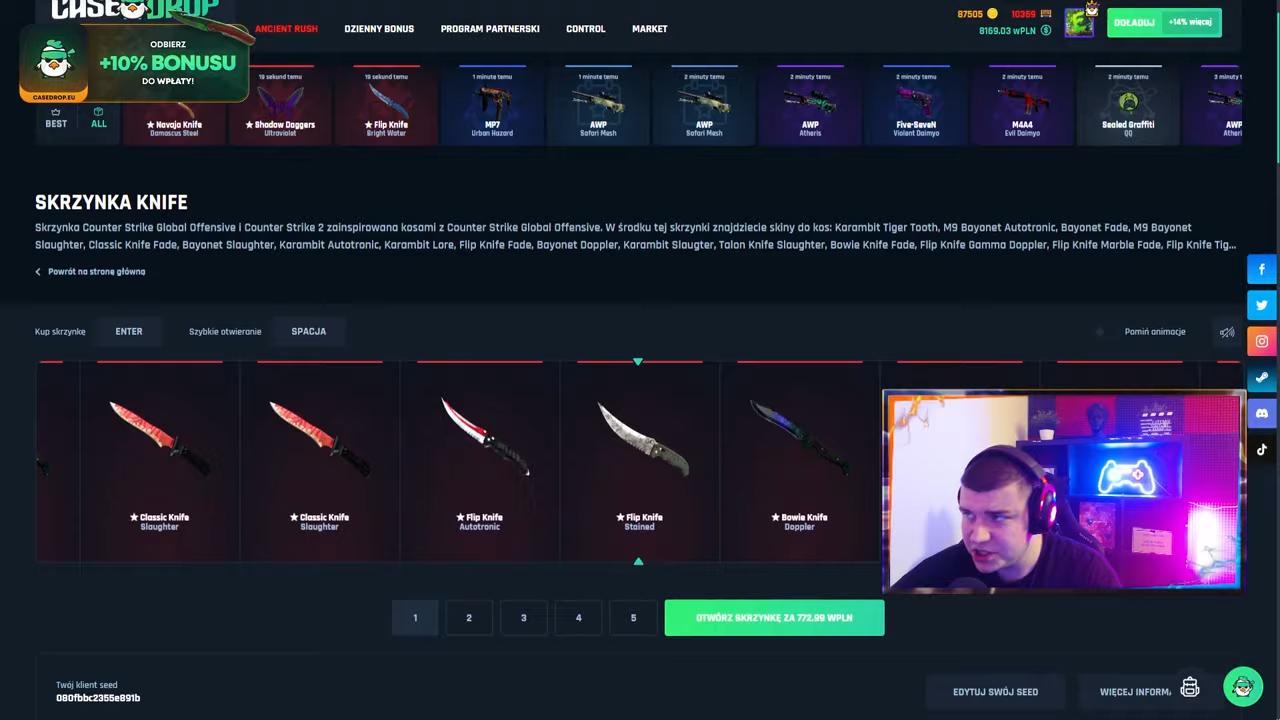 CASEDROP
ODBIERZ
+10% BONUSU
DO WPŁATY!
CASEDROP.EU
ANCIENT RUSH
DZIENNY BONUS
PROGRAM PARTNERSKI
CONTROL
MARKET
87505
10359
8169.03 wPLN
DOŁADUJ
+14% więcej
BEST
ALL
★ Navaja Knife
Damascus Steel
19 sekund temu
★ Shadow Daggers
Ultraviolet
19 sekund temu
★ Flip Knife
Bright Water
1 minutę temu
MP7
Urban Hazard
1 minutę temu
AWP
Safari Mesh
2 minuty temu
AWP
Safari Mesh
2 minuty temu
AWP
Atheris
2 minuty temu
Five-SeveN
Violent Daimyo
2 minuty temu
M4A4
Evil Daimyo
2 minuty temu
Sealed Graffiti
QQ
3 minuty t
AWP
Atheri
SKRZYNKA KNIFE
Skrzynka Counter Strike Global Offensive i Counter Strike 2 zainspirowana kosami z Counter Strike Global Offensive. W środku tej skrzynki znajdziecie skiny do kos: Karambit Tiger Tooth, M9 Bayonet Autotronic, Bayonet Fade, M9 Bayonet
Slaughter, Classic Knife Fade, Bayonet Slaughter, Karambit Autotronic, Karambit Lore, Flip Knife Fade, Bayonet Doppler, Karambit Slaugter, Talon Knife Slaughter, Bowie Knife Fade, Flip Knife Gamma Doppler, Flip Knife Marble Fade, Flip Knife Tig...
Powrót na stronę główną
Kup skrzynkę
ENTER
Szybkie otwieranie
SPACJA
Pomiń animacje
★ Classic Knife
Slaughter
★ Classic Knife
Slaughter
★ Flip Knife
Autotronic
★ Flip Knife
Stained
★ Bowie Knife
Doppler
1
2
3
4
5
OTWÓRZ SKRZYNKĘ ZA 772.99 WPLN
Twój klient seed
080fbbc2355e891b
EDYTUJ SWÓJ SEED
WIĘCEJ INFORMA